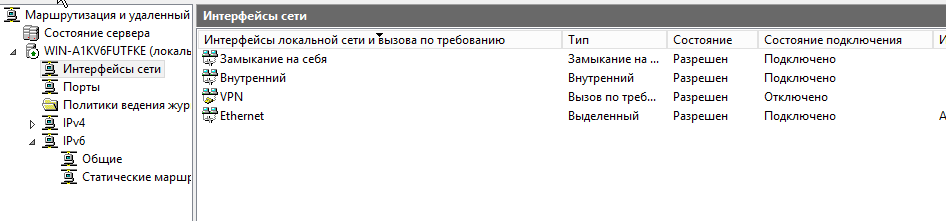 Маршрутизация и удаленный
Состояние сервера
WIN-A1KV6FUTFKE (локаль
Интерфейсы сети
Порты
Политики ведения жур
IPv4
IPv6
Общие
Статические маршр
Интерфейсы сети
Интерфейсы локальной сети и вызова по требованию Тип Состояние Состояние подключения И
Замыкание на себя Замыкание на ... Разрешен Подключено
Внутренний Внутренний Разрешен Подключено
VPN Вызов по треб... Разрешен Отключено
Ethernet Выделенный Разрешен Подключено А